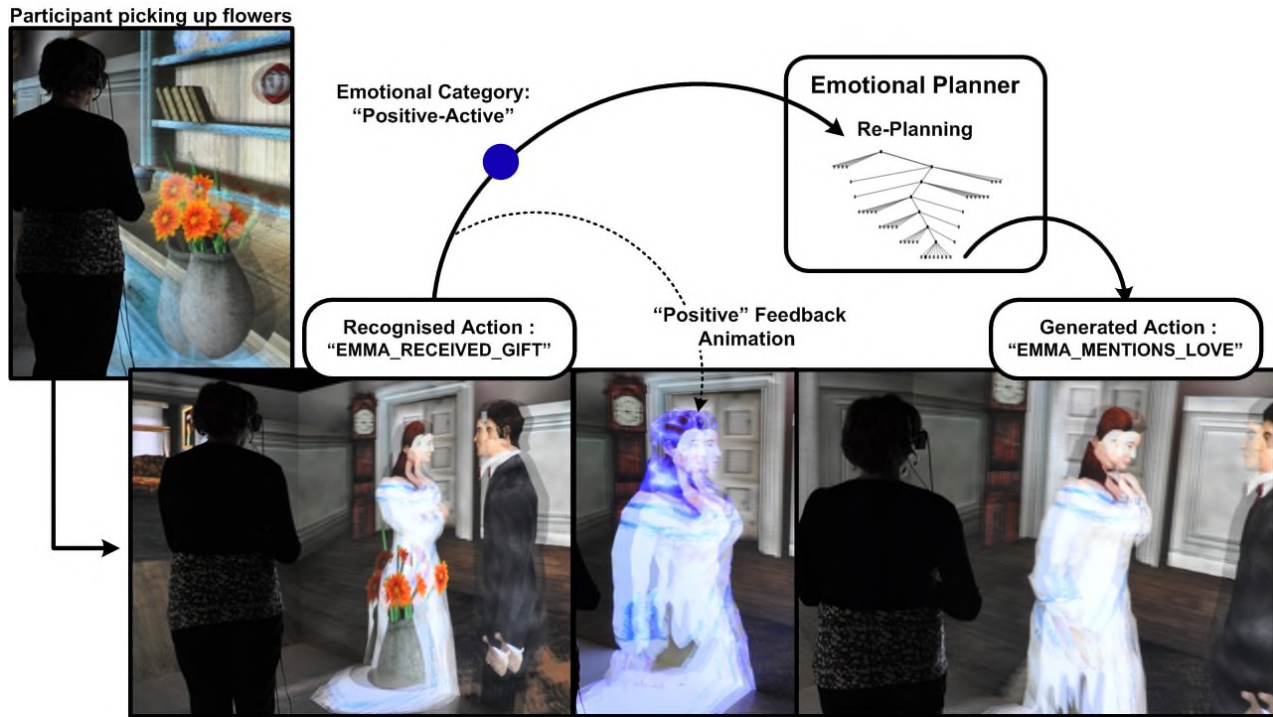 Participant picking up flowers
Emotional Category:
“Positive-Active”
Emotional Planner
Re-Planning
Recognised Action :
“EMMA_RECEIVED_GIFT”
“Positive” Feedback
Animation
Generated Action :
“EMMA_MENTIONS_LOVE”